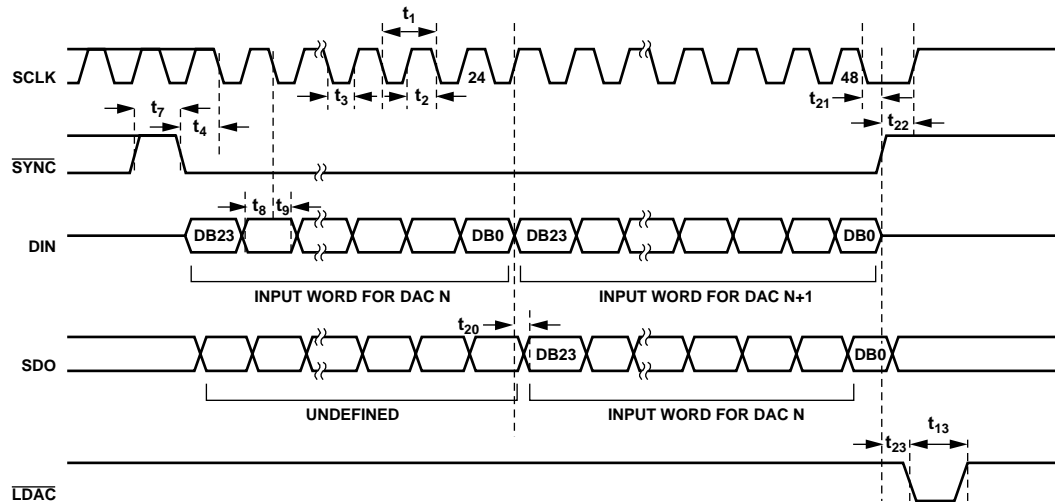 t1
SCLK
24
48
t3
t2
t21
t7
t4
t22
SYNC
t8
t9
DIN
DB23
DB0
DB23
DB0
INPUT WORD FOR DAC N
INPUT WORD FOR DAC N+1
t20
SDO
DB23
DB0
UNDEFINED
INPUT WORD FOR DAC N
t23
t13
LDAC